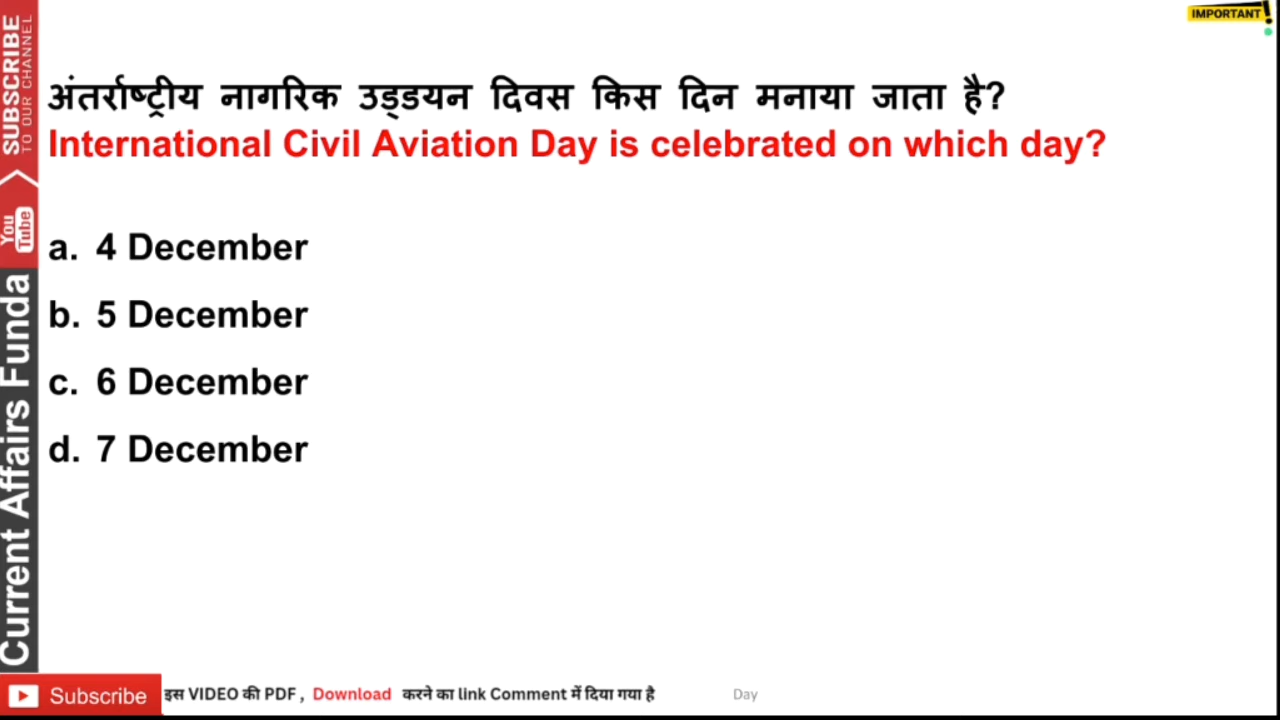 IMPORTANT!
अंतर्राष्ट्रीय नागरिक उड्डयन दिवस किस दिन मनाया जाता है?
International Civil Aviation Day is celebrated on which day?
a. 4 December
b. 5 December
c. 6 December
d. 7 December
SUBSCRIBE
TO OUR CHANNEL
You Tube
Current Affairs Funda
Subscribe
इस VIDEO की PDF , Download करने का link Comment में दिया गया है
Day